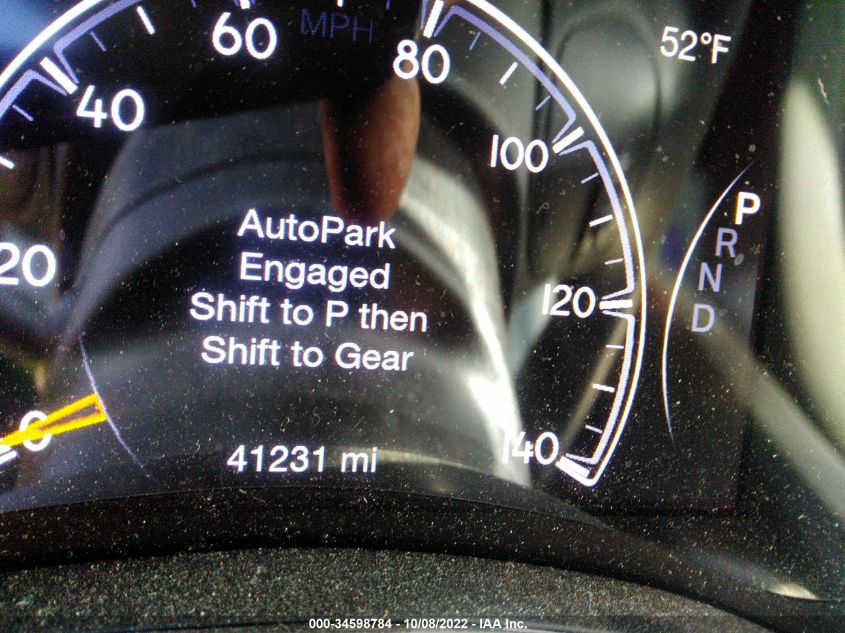 60 MPH 80
52°F
40
100
P
R
AutoPark
Engaged
20
N
Shift to P then
120
D
Shift to Gear
0
140
41231 mi
000-34598784 - 10/08/2022 - IAA Inc.